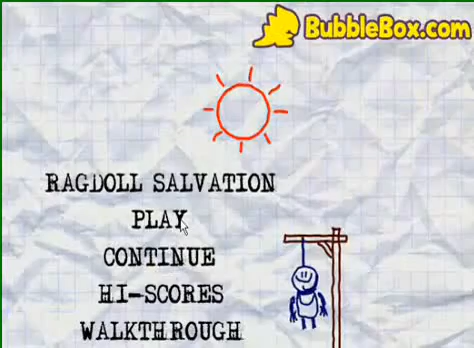 BubbleBox.com
RAGDOLL SALVATION
PLAY
CONTINUE
HI-SCORES
WALKTHROUGH